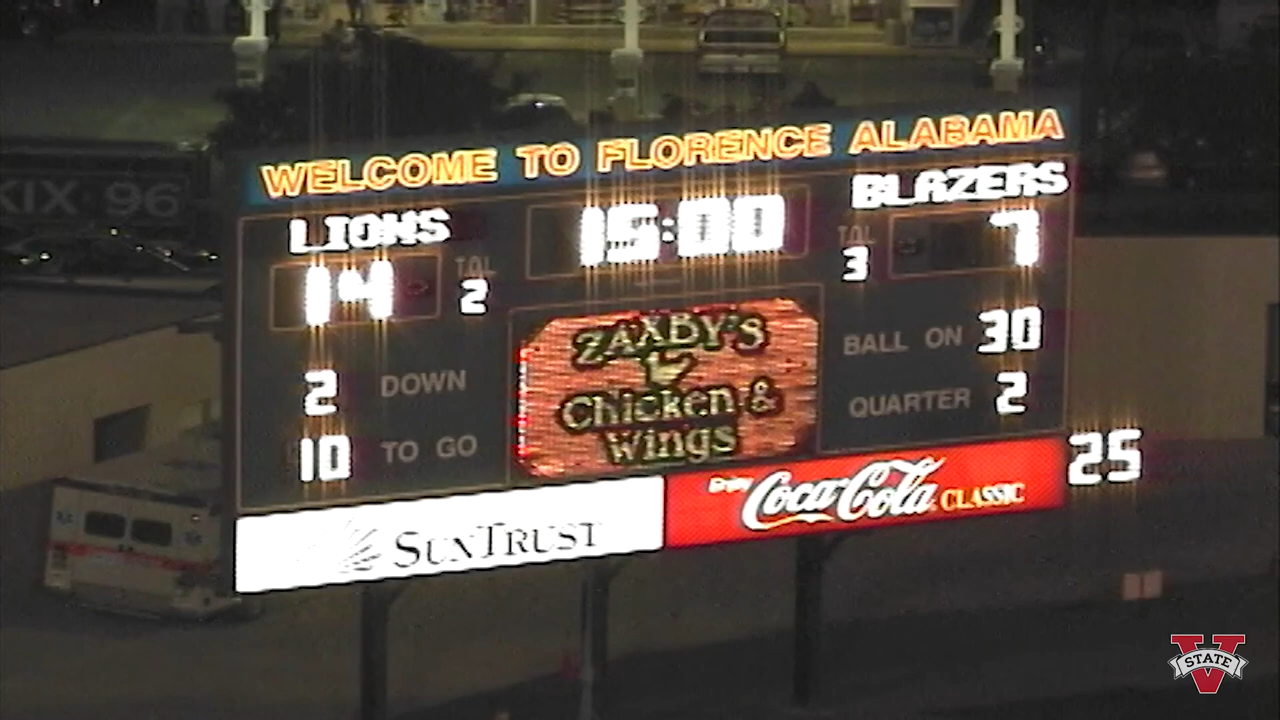 WELCOME TO FLORENCE ALABAMA
KIX 96
LIONS
15:00
BLAZERS
14
TOL
2
TOL
3
7
ZAXBY'S
Chicken &
Wings
BALL ON 30
2 DOWN
QUARTER 2
10 TO GO
25
SUNTRUST
Enjoy Coca-Cola CLASSIC
V STATE